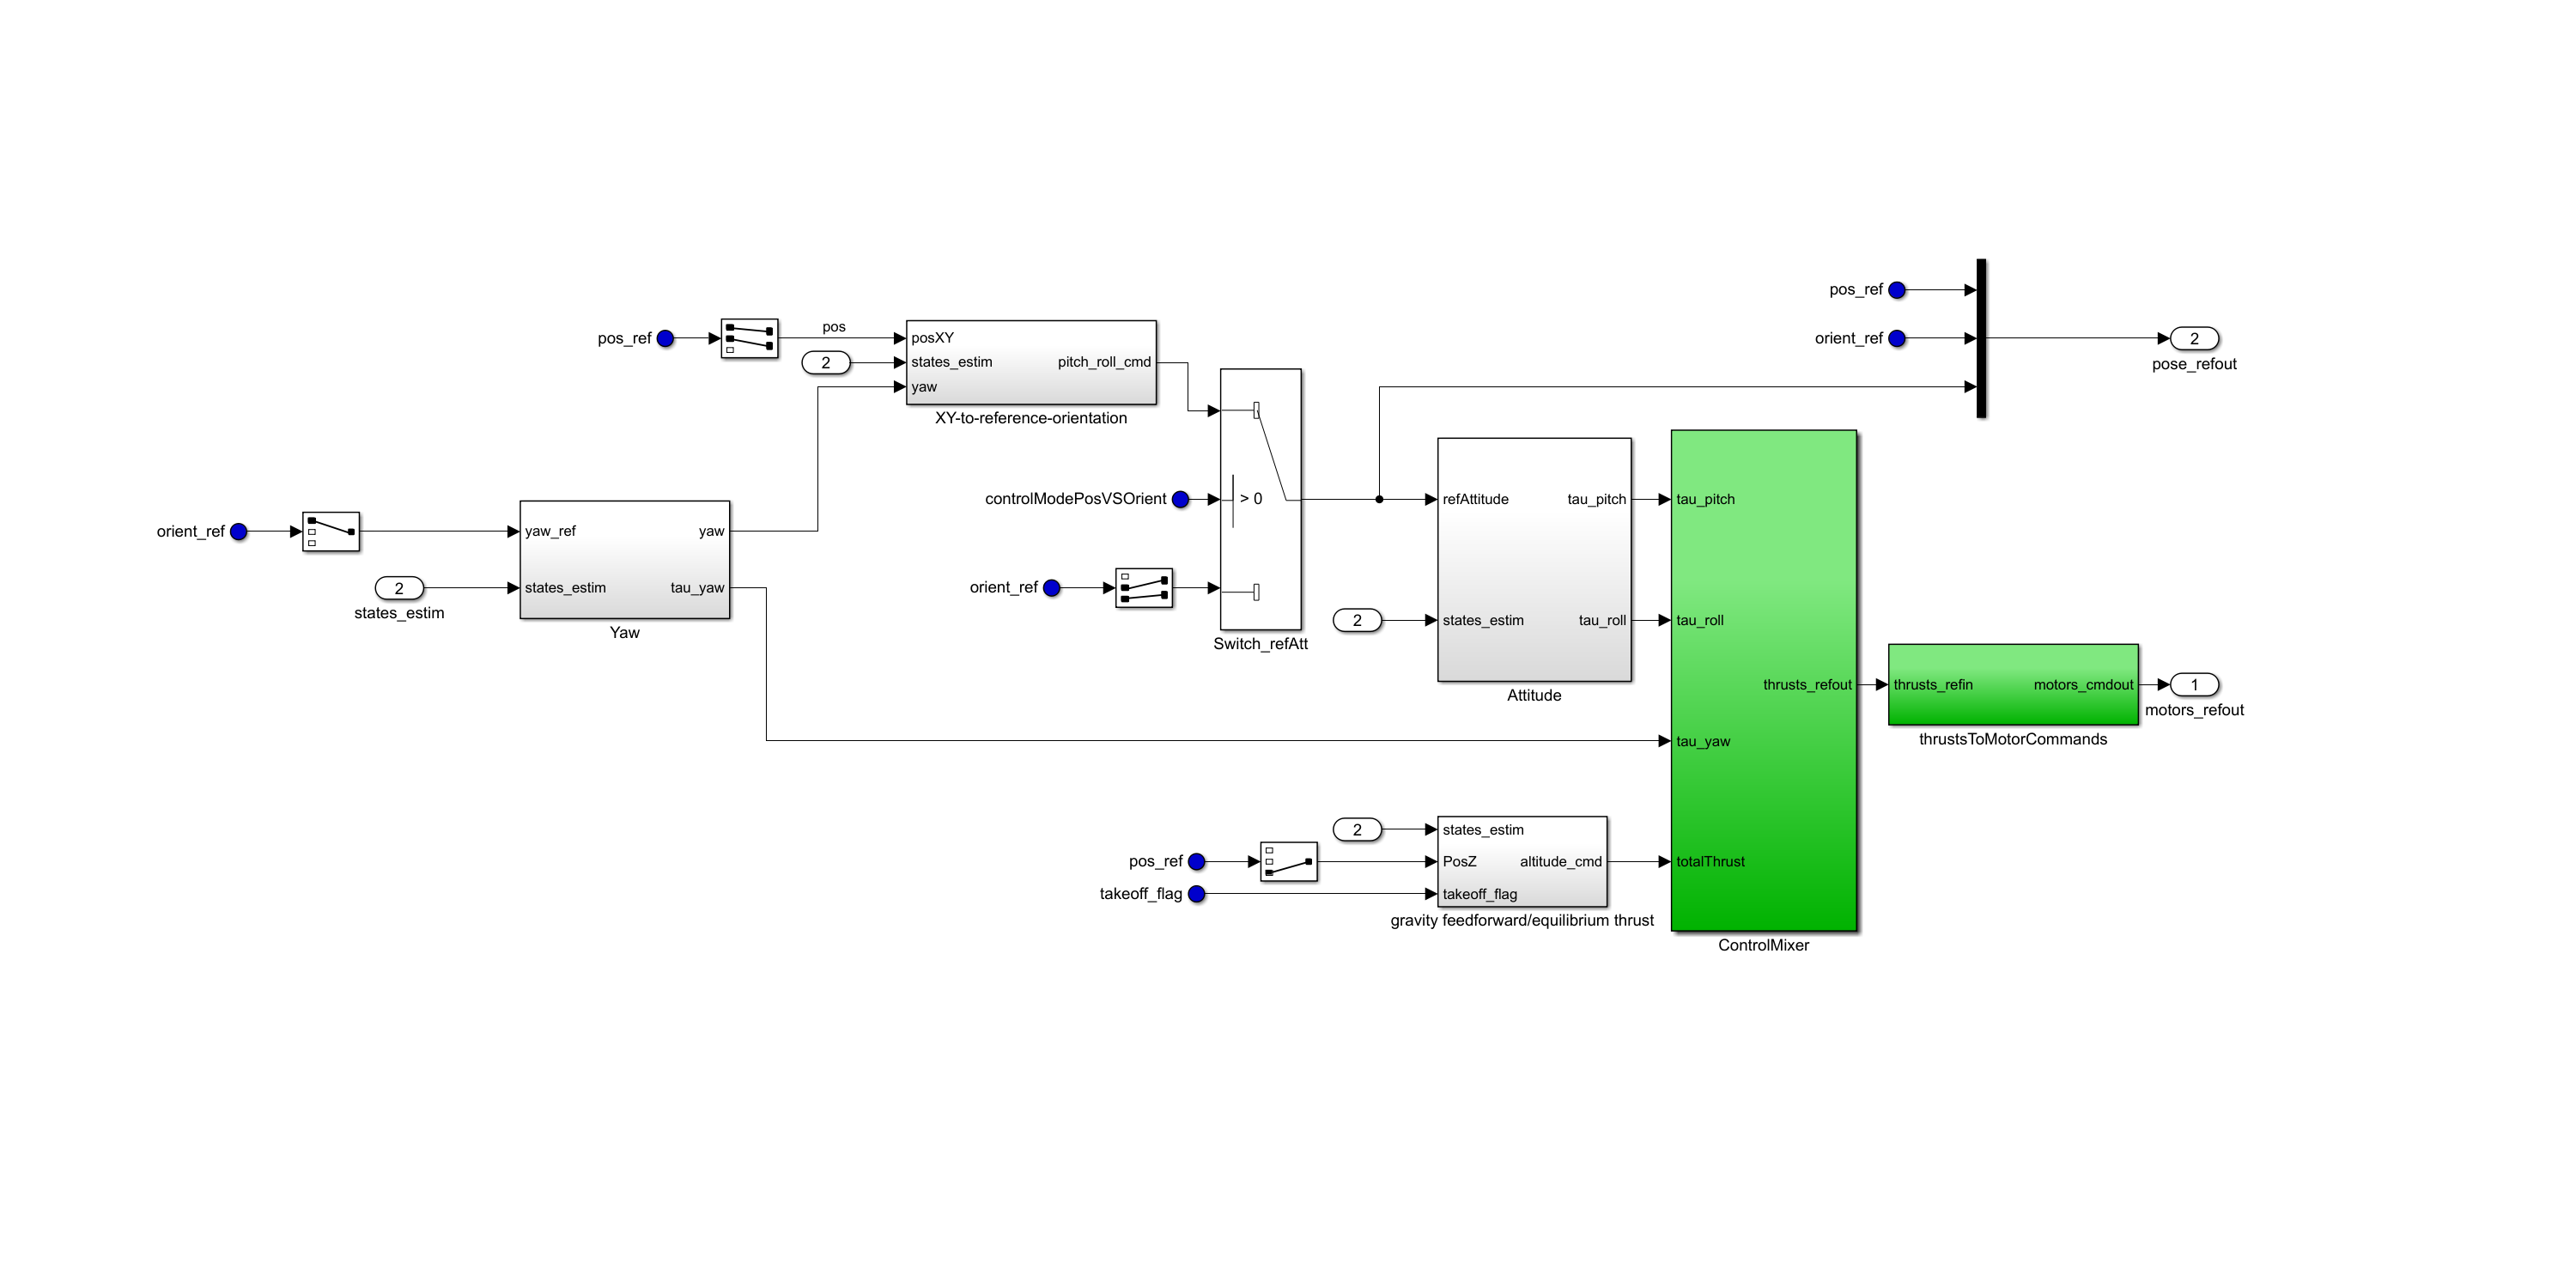 pos_ref
orient_ref
2
pose_refout
pos_ref
pos
2
posXY
states_estim
yaw
pitch_roll_cmd
XY-to-reference-orientation
orient_ref
2
states_estim
yaw_ref
states_estim
yaw
tau_yaw
Yaw
controlModePosVSOrient
> 0
orient_ref
Switch_refAtt
2
refAttitude
states_estim
tau_pitch
tau_roll
Attitude
tau_pitch
tau_roll
tau_yaw
totalThrust
thrusts_refout
ControlMixer
thrusts_refin
motors_cmdout
thrustsToMotorCommands
1
motors_refout
2
pos_ref
takeoff_flag
states_estim
PosZ
takeoff_flag
altitude_cmd
gravity feedforward/equilibrium thrust